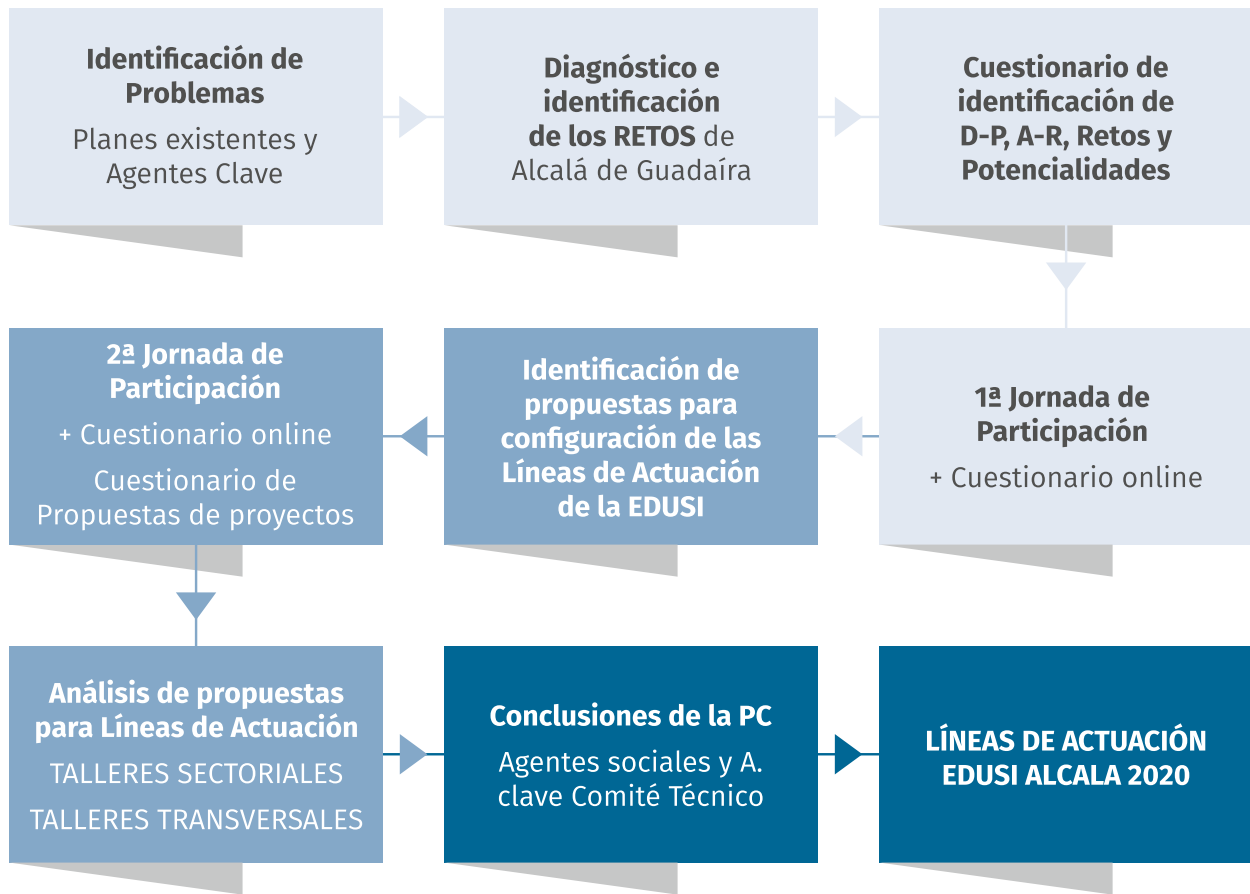 Identificación de
Problemas
Planes existentes y
Agentes Clave
Diagnóstico e
identificación
de los RETOS de
Alcalá de Guadaíra
Cuestionario de
identificación de
D-P, A-R, Retos y
Potencialidades
1ª Jornada de
Participación
+ Cuestionario online
Identificación de
propuestas para
configuración de las
Líneas de Actuación
de la EDUSI
2ª Jornada de
Participación
+ Cuestionario online
Cuestionario de
Propuestas de proyectos
Análisis de propuestas
para Líneas de Actuación
TALLERES SECTORIALES
TALLERES TRANSVERSALES
Conclusiones de la PC
Agentes sociales y A.
clave Comité Técnico
LÍNEAS DE ACTUACIÓN
EDUSI ALCALA 2020